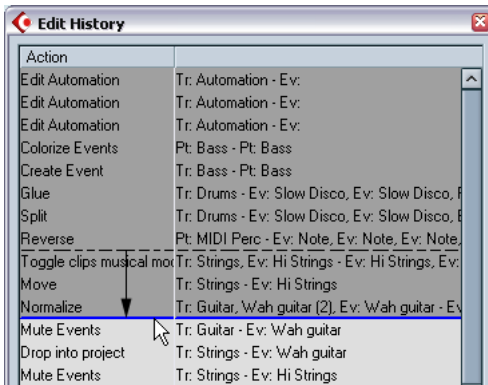 Edit History
Action
Edit Automation Tr: Automation - Ev:
Edit Automation Tr: Automation - Ev:
Edit Automation Tr: Automation - Ev:
Colorize Events Pt: Bass - Pt: Bass
Create Event Tr: Bass - Pt: Bass
Glue Tr: Drums - Ev: Slow Disco, Ev: Slow Disco,
Split Tr: Drums - Ev: Slow Disco, Ev: Slow Disco,
Reverse Pt: MIDI Perc - Ev: Note, Ev: Note, Ev: Note,
Toggle clips musical mo Tr: Strings, Ev: Hi Strings - Ev: Hi Strings, Ev:
Move Tr: Strings - Ev: Hi Strings
Normalize Tr: Guitar, Wah guitar (2), Ev: Wah guitar - Ev
Mute Events Tr: Guitar - Ev: Wah guitar
Drop into project Tr: Strings - Ev: Wah guitar
Mute Events Tr: Strings - Ev: Hi Strings